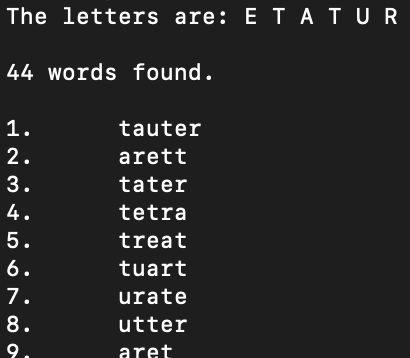 The letters are: E T A T U R
44 words found.
1. tauter
2. arett
3. tater
4. tetra
5. treat
6. tuart
7. urate
8. utter
9. aret